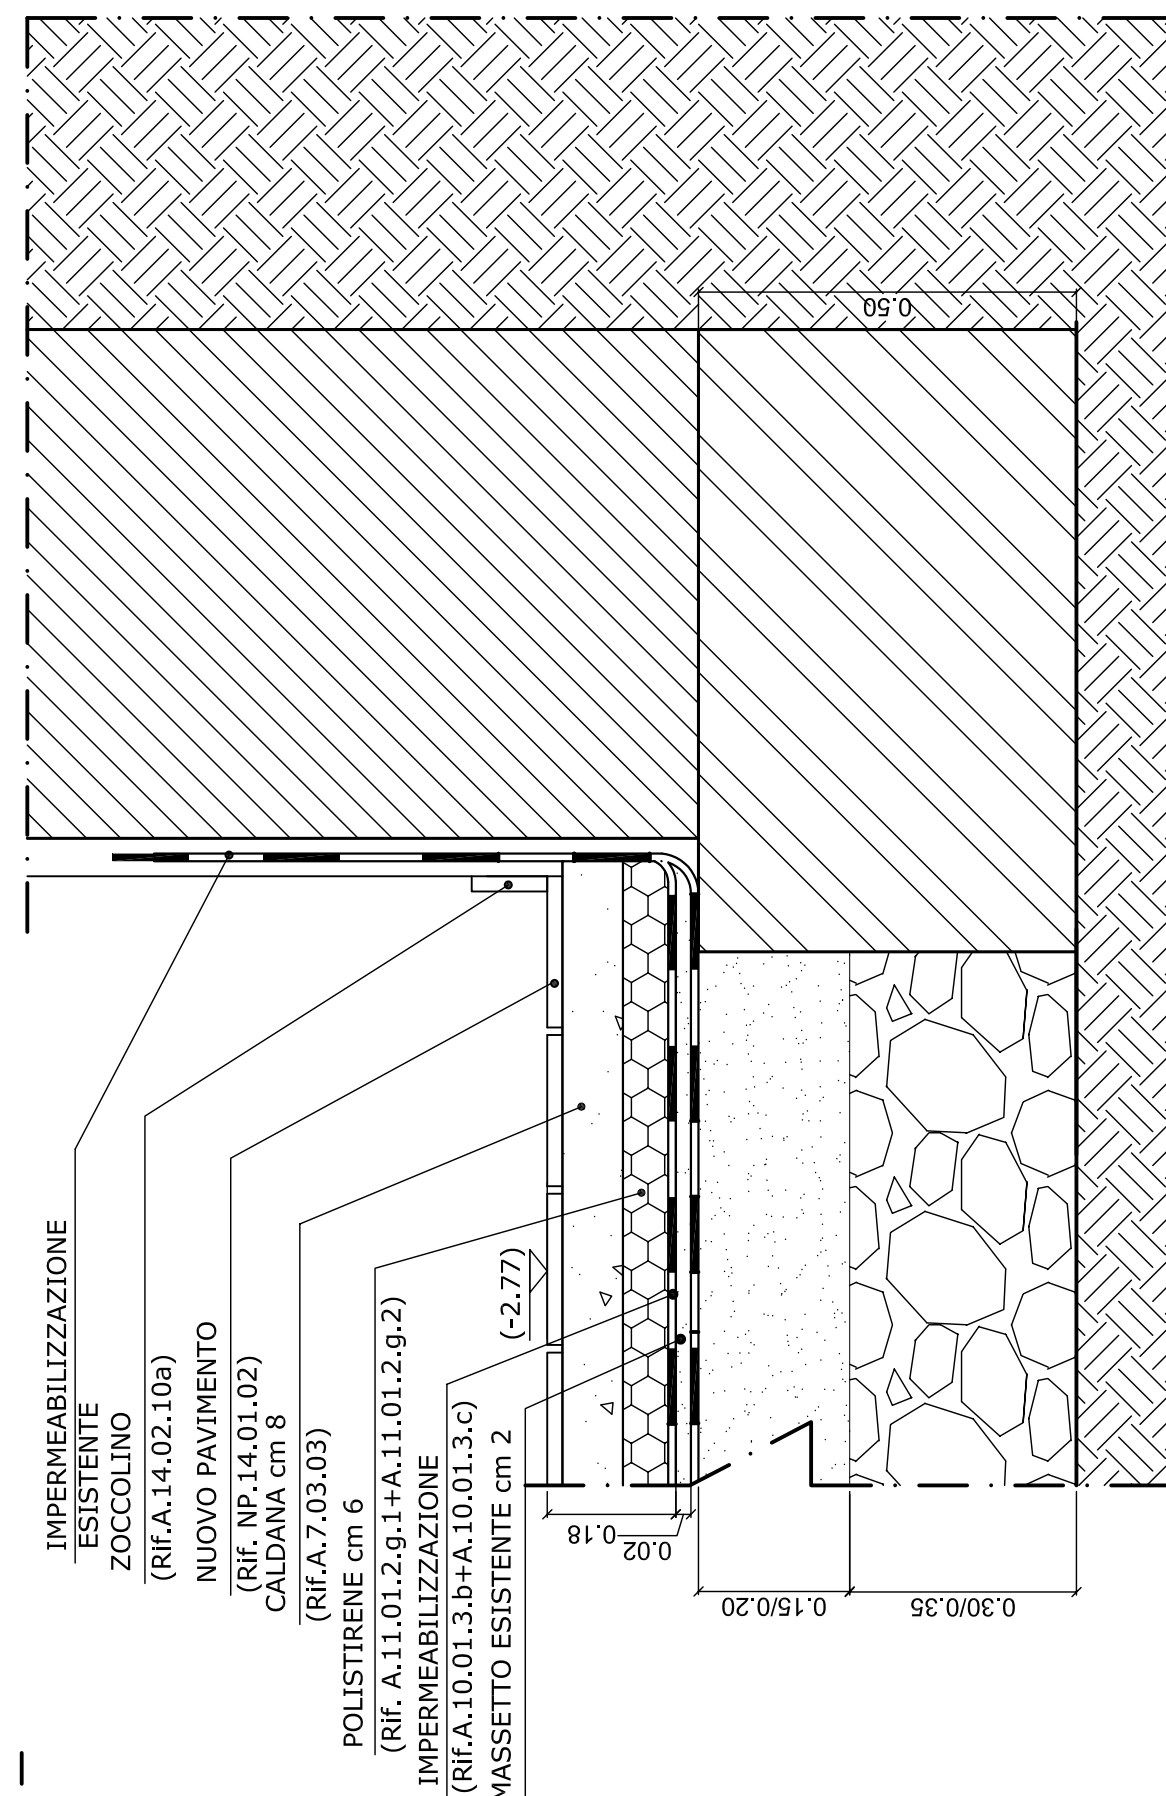 IMPERMEABILIZZAZIONE
ESISTENTE
ZOCCOLINO
(Rif.A.14.02.10a)
NUOVO PAVIMENTO
(Rif. NP.14.01.02)
CALDANA cm 8
(Rif.A.7.03.03)
POLISTIRENE cm 6
(Rif. A.11.01.2.g.1+A.11.01.2.g.2)
IMPERMEABILIZZAZIONE
(Rif.A.10.01.3.b+A.10.01.3.c)
MASSETTO ESISTENTE cm 2
(-2.77)
0.50
0.18
0.02
0.15/0.20
0.30/0.35